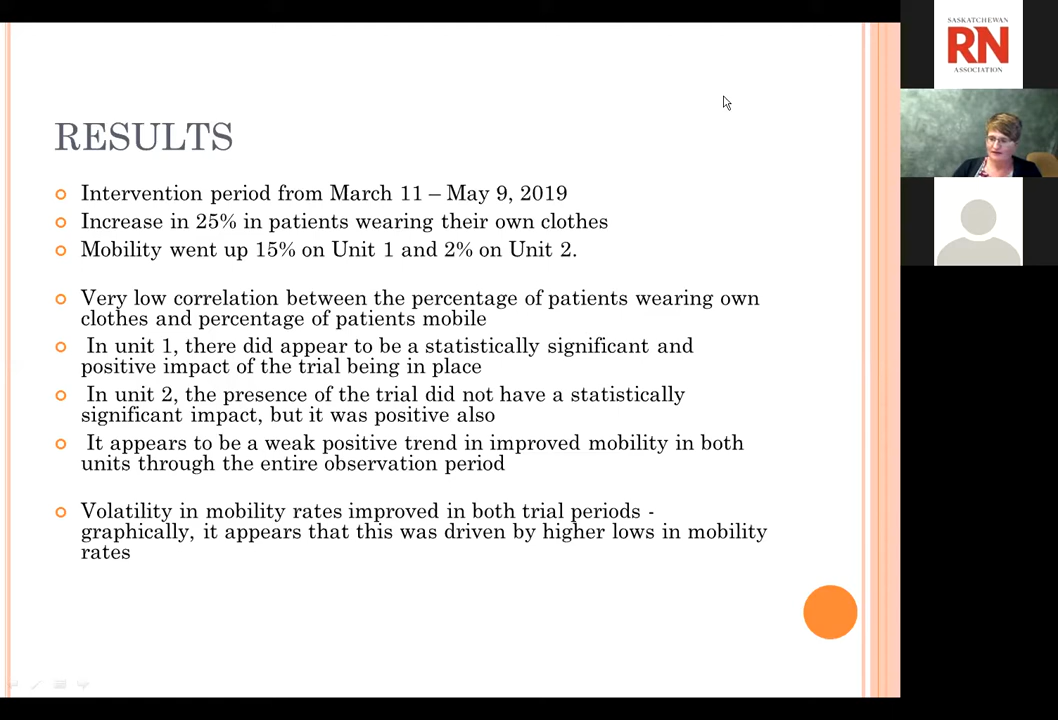 SASKATCHEWAN
RN
ASSOCIATION
RESULTS
Intervention period from March 11 – May 9, 2019
Increase in 25% in patients wearing their own clothes
Mobility went up 15% on Unit 1 and 2% on Unit 2.
Very low correlation between the percentage of patients wearing own
clothes and percentage of patients mobile
In unit 1, there did appear to be a statistically significant and
positive impact of the trial being in place
In unit 2, the presence of the trial did not have a statistically
significant impact, but it was positive also
It appears to be a weak positive trend in improved mobility in both
units through the entire observation period
Volatility in mobility rates improved in both trial periods -
graphically, it appears that this was driven by higher lows in mobility
rates